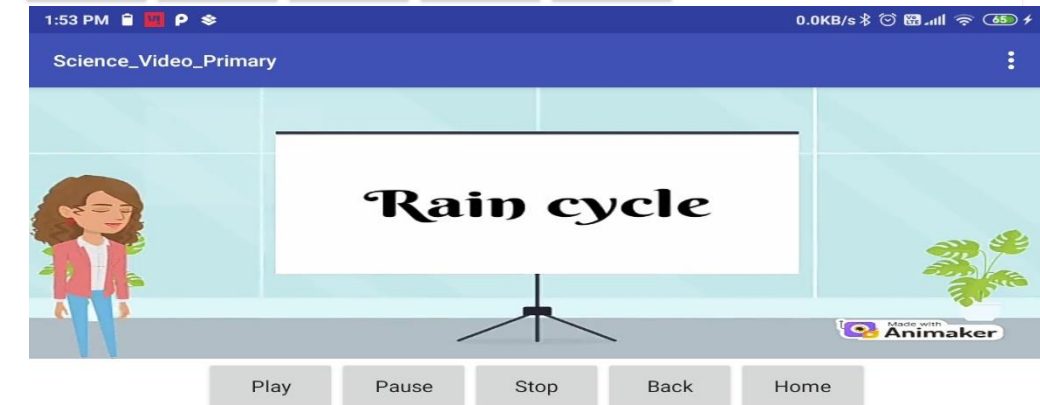 1:53 PM 0.0KB/s 65
Science_Video_Primary
Rain cycle
Made with
Animaker
Play Pause Stop Back Home